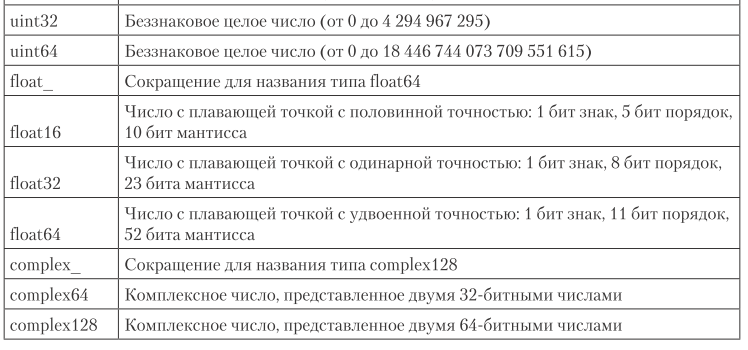 uint32 Беззнаковое целое число (от 0 до 4 294 967 295)
uint64 Беззнаковое целое число (от 0 до 18 446 744 073 709 551 615)
float_ Сокращение для названия типа float64
Число с плавающей точкой с половинной точностью: 1 бит знак, 5 бит порядок,
float16 10 бит мантисса
Число с плавающей точкой с одинарной точностью: 1 бит знак, 8 бит порядок,
float32 23 бита мантисса
Число с плавающей точкой с удвоенной точностью: 1 бит знак, 11 бит порядок,
float64 52 бита мантисса
complex_ Сокращение для названия типа complex128
complex64 Комплексное число, представленное двумя 32-битными числами
complex128 Комплексное число, представленное двумя 64-битными числами